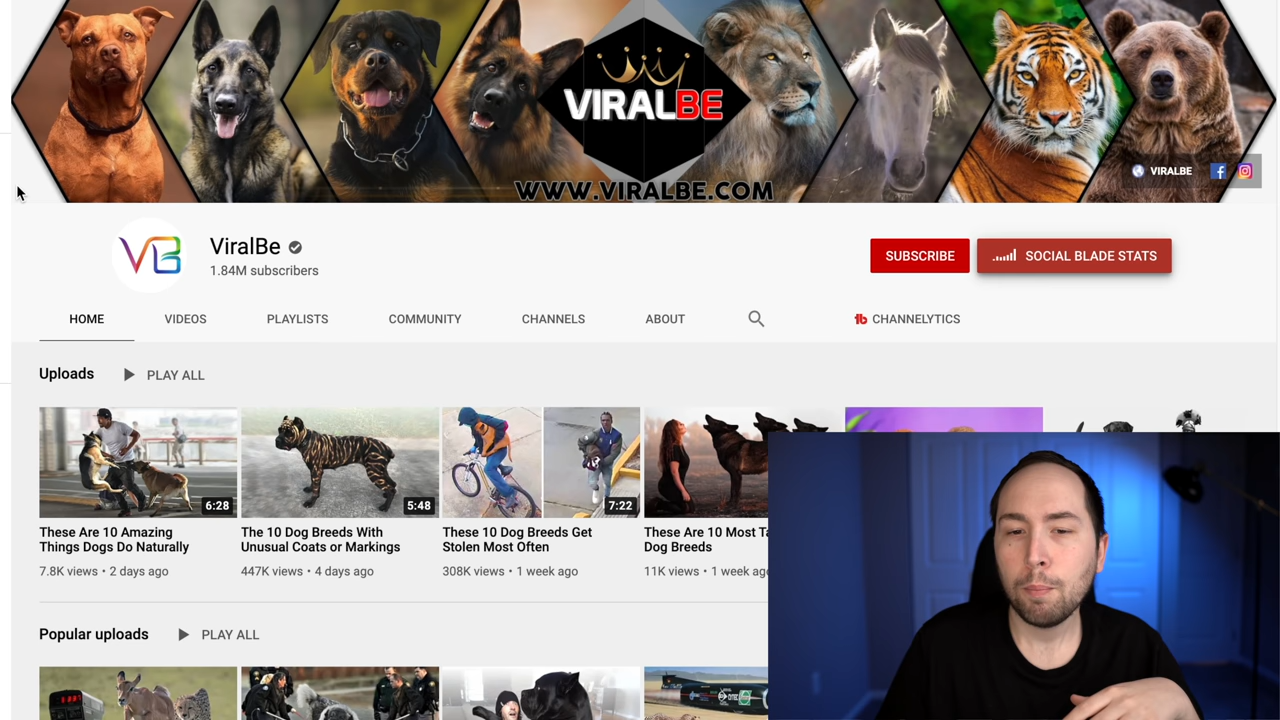 VIRALBE
WWW.VIRALBE.COM
VIRALBE
VB
ViralBe
1.84M subscribers
SUBSCRIBE
SOCIAL BLADE STATS
HOME
VIDEOS
PLAYLISTS
COMMUNITY
CHANNELS
ABOUT
tb CHANNELYTICS
Uploads
PLAY ALL
6:28
5:48
7:22
These Are 10 Amazing
Things Dogs Do Naturally
7.8K views • 2 days ago
The 10 Dog Breeds With
Unusual Coats or Markings
447K views • 4 days ago
These 10 Dog Breeds Get
Stolen Most Often
308K views • 1 week ago
These Are 10 Most
Dog Breeds
11K views • 1 week
Popular uploads
PLAY ALL